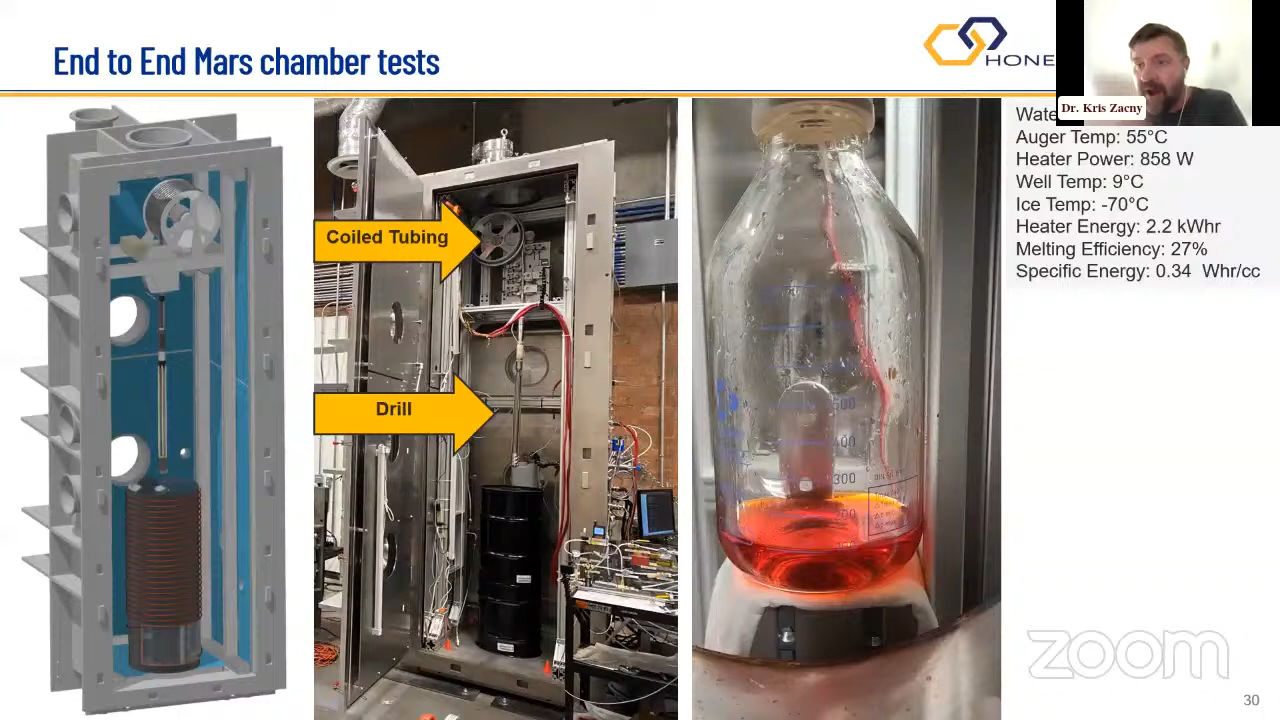 End to End Mars chamber tests
HONE
Dr. Kris Zacny
Wate
Auger Temp: 55°C
Heater Power: 858 W
Well Temp: 9°C
Ice Temp: -70°C
Heater Energy: 2.2 kWhr
Melting Efficiency: 27%
Specific Energy: 0.34 Whr/cc
Coiled Tubing
Drill
400
300
zoom
30